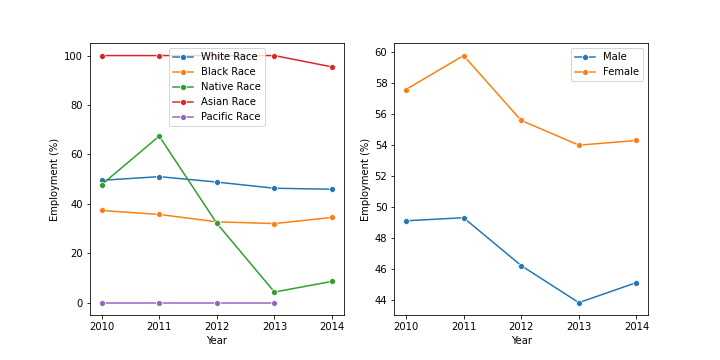 100
80
60
40
20
0
Employment (%)
2010 2011 2012 2013 2014
Year
White Race
Black Race
Native Race
Asian Race
Pacific Race
60
58
56
54
52
50
48
46
44
Employment (%)
2010 2011 2012 2013 2014
Year
Male
Female